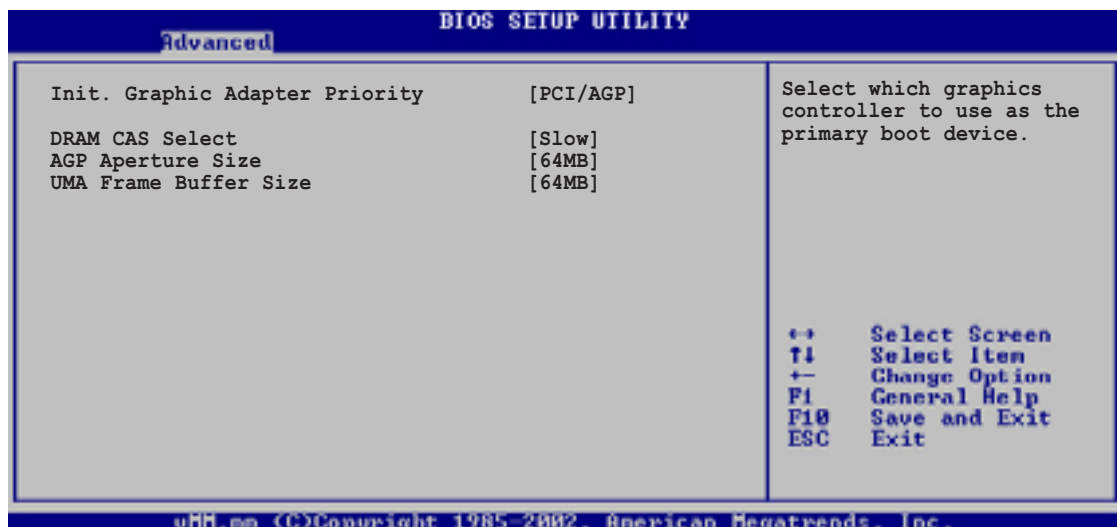 BIOS SETUP UTILITY
Advanced
Init. Graphic Adapter Priority [PCI/AGP]
DRAM CAS Select [Slow]
AGP Aperture Size [64MB]
UMA Frame Buffer Size [64MB]
Select which graphics
controller to use as the
primary boot device.
↔ Select Screen
↑↓ Select Item
+- Change Option
F1 General Help
F10 Save and Exit
ESC Exit
(C)Copyright 1985-2002, American Megatrends, Inc.